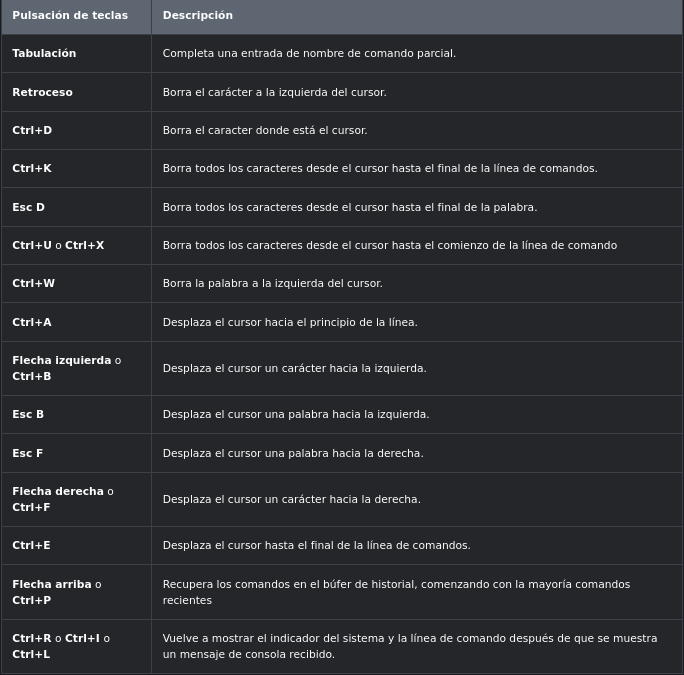 Pulsación de teclas Descripción
Tabulación Completa una entrada de nombre de comando parcial.
Retroceso Borra el carácter a la izquierda del cursor.
Ctrl+D Borra el caracter donde está el cursor.
Ctrl+K Borra todos los caracteres desde el cursor hasta el final de la línea de comandos.
Esc D Borra todos los caracteres desde el cursor hasta el final de la palabra.
Ctrl+U o Ctrl+X Borra todos los caracteres desde el cursor hasta el comienzo de la línea de comando
Ctrl+W Borra la palabra a la izquierda del cursor.
Ctrl+A Desplaza el cursor hacia el principio de la línea.
Flecha izquierda o
Ctrl+B
Desplaza el cursor un carácter hacia la izquierda.
Esc B Desplaza el cursor una palabra hacia la izquierda.
Esc F Desplaza el cursor una palabra hacia la derecha.
Flecha derecha o
Ctrl+F
Desplaza el cursor un carácter hacia la derecha.
Ctrl+E Desplaza el cursor hasta el final de la línea de comandos.
Flecha arriba o
Ctrl+P
Recupera los comandos en el búfer de historial, comenzando con la mayoría comandos
recientes
Ctrl+R o Ctrl+I o
Ctrl+L
Vuelve a mostrar el indicador del sistema y la línea de comando después de que se muestra
un mensaje de consola recibido.